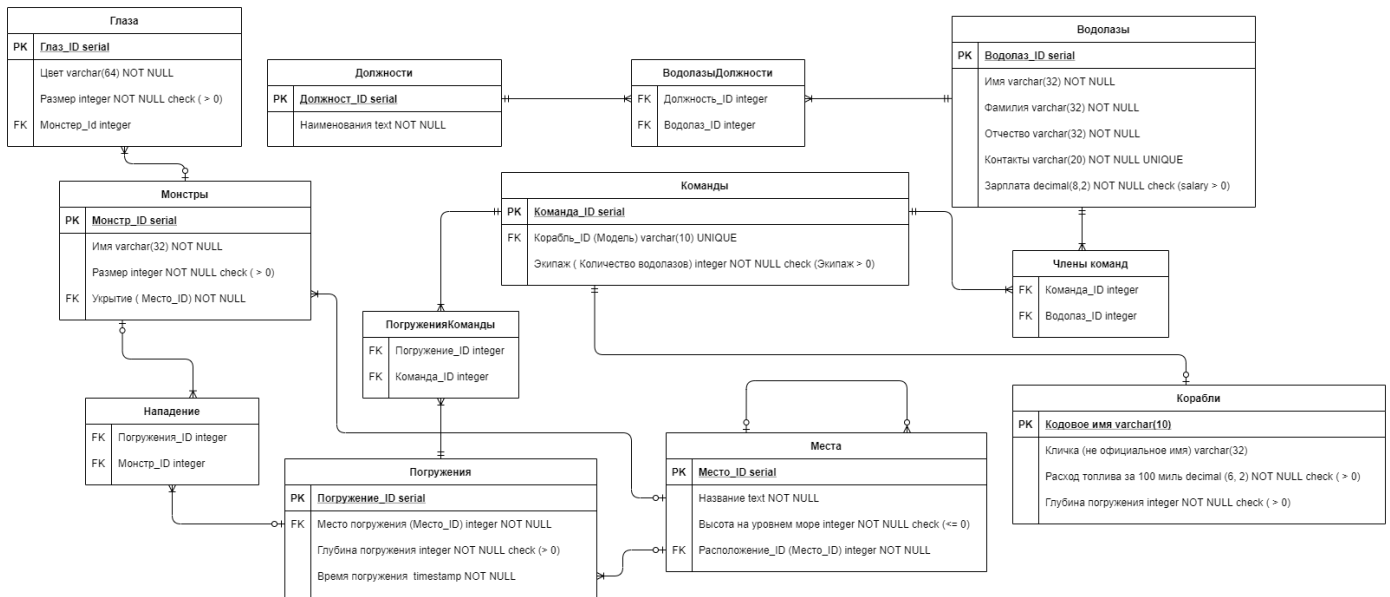 Глаза
PK Глаз_ID serial
Цвет varchar(64) NOT NULL
Размер integer NOT NULL check ( > 0)
FK Монстер_Id integer
Должности
PK Должност_ID serial
Наименования text NOT NULL
ВодолазыДолжности
FK Должность_ID integer
FK Водолаз_ID integer
Водолазы
PK Водолаз_ID serial
Имя varchar(32) NOT NULL
Фамилия varchar(32) NOT NULL
Отчество varchar(32) NOT NULL
Контакты varchar(20) NOT NULL UNIQUE
Зарплата decimal(8,2) NOT NULL check (salary > 0)
Монстры
PK Монстр_ID serial
Имя varchar(32) NOT NULL
Размер integer NOT NULL check ( > 0)
FK Укрытие ( Место_ID) NOT NULL
Команды
PK Команда_ID serial
FK Корабль_ID (Модель) varchar(10) UNIQUE
Экипаж ( Количество водолазов) integer NOT NULL check (Экипаж > 0)
Члены команд
FK Команда_ID integer
FK Водолаз_ID integer
ПогруженияКоманды
FK Погружение_ID integer
FK Команда_ID integer
Нападение
FK Погружения_ID integer
FK Монстр_ID integer
Погружения
PK Погружение_ID serial
FK Место погружения (Место_ID) integer NOT NULL
Глубина погружения integer NOT NULL check (> 0)
Время погружения timestamp NOT NULL
Места
PK Место_ID serial
Название text NOT NULL
Высота на уровнем море integer NOT NULL check (<= 0)
FK Расположение_ID (Место_ID) integer NOT NULL
Корабли
PK Кодовое имя varchar(10)
Кличка (не официальное имя) varchar(32)
Расход топлива за 100 миль decimal (6, 2) NOT NULL check ( > 0)
Глубина погружения integer NOT NULL check ( > 0)